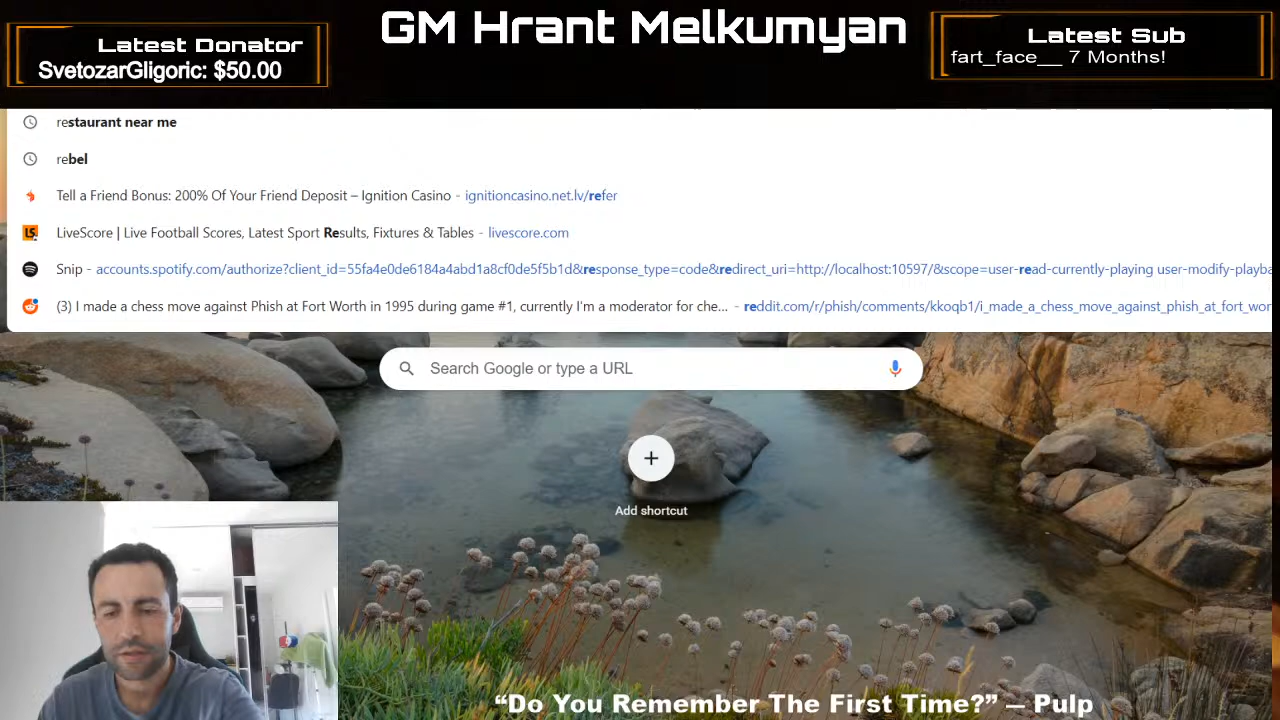 GM Hrant Melkumyan
Latest Donator
SvetozarGligoric: $50.00
Latest Sub
fart_face__ 7 Months!
restaurant near me
rebel
Tell a Friend Bonus: 200% Of Your Friend Deposit – Ignition Casino - ignitioncasino.net.lv/refer
LiveScore | Live Football Scores, Latest Sport Results, Fixtures & Tables - livescore.com
Snip - accounts.spotify.com/authorize?client_id=55fa4e0de6184a4abd1a8cf0de5f5b1d&response_type=code&redirect_uri=http://localhost:10597/&scope=user-read-currently-playing user-modify-playba
(3) I made a chess move against Phish at Fort Worth in 1995 during game #1, currently I'm a moderator for che... - reddit.com/r/phish/comments/kkoqb1/i_made_a_chess_move_against_phish_at_fort_wor
Search Google or type a URL
Add shortcut
“Do You Remember The First Time?” — Pulp